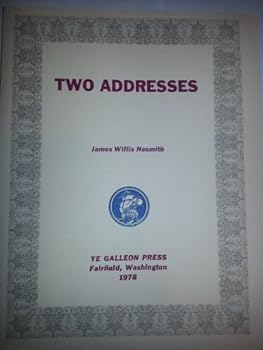 TWO ADDRESSES
James Willis Nesmith
YE GALLEON PRESS
Fairfield, Washington
1978